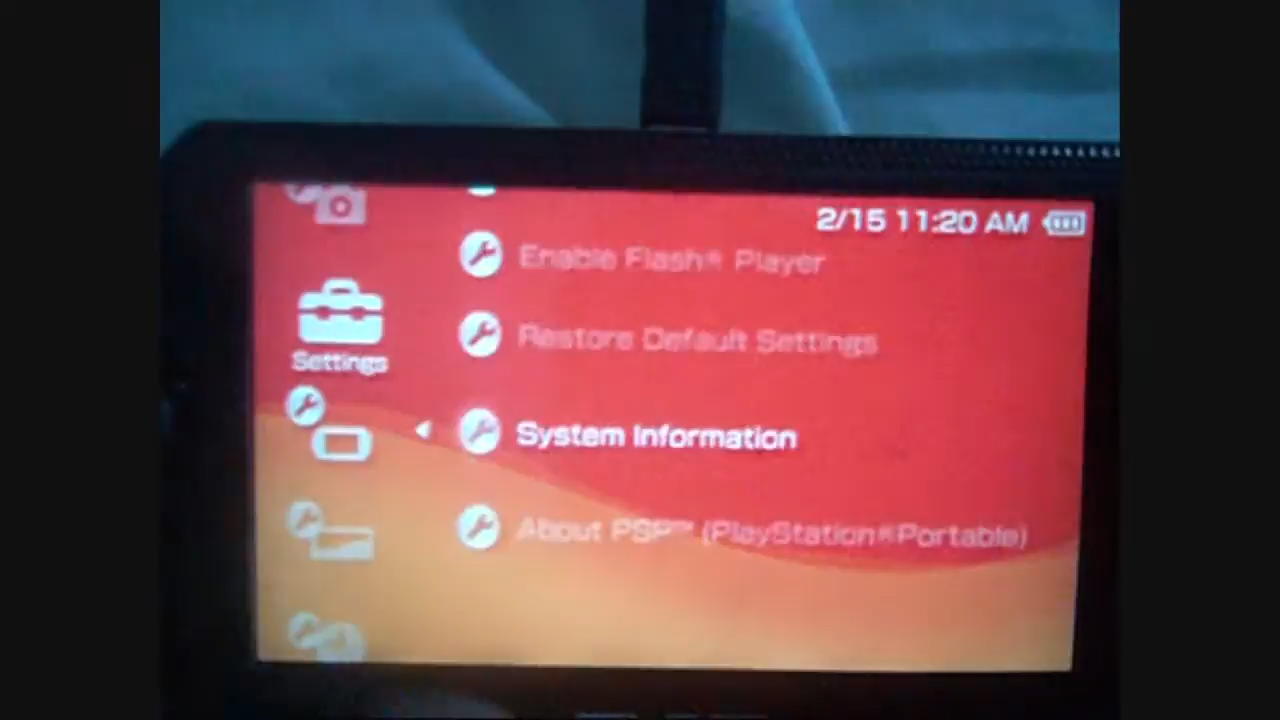 2/15 11:20 AM
Enable Flash® Player
Restore Default Settings
Settings
System Information
About PSP™ (PlayStation®Portable)